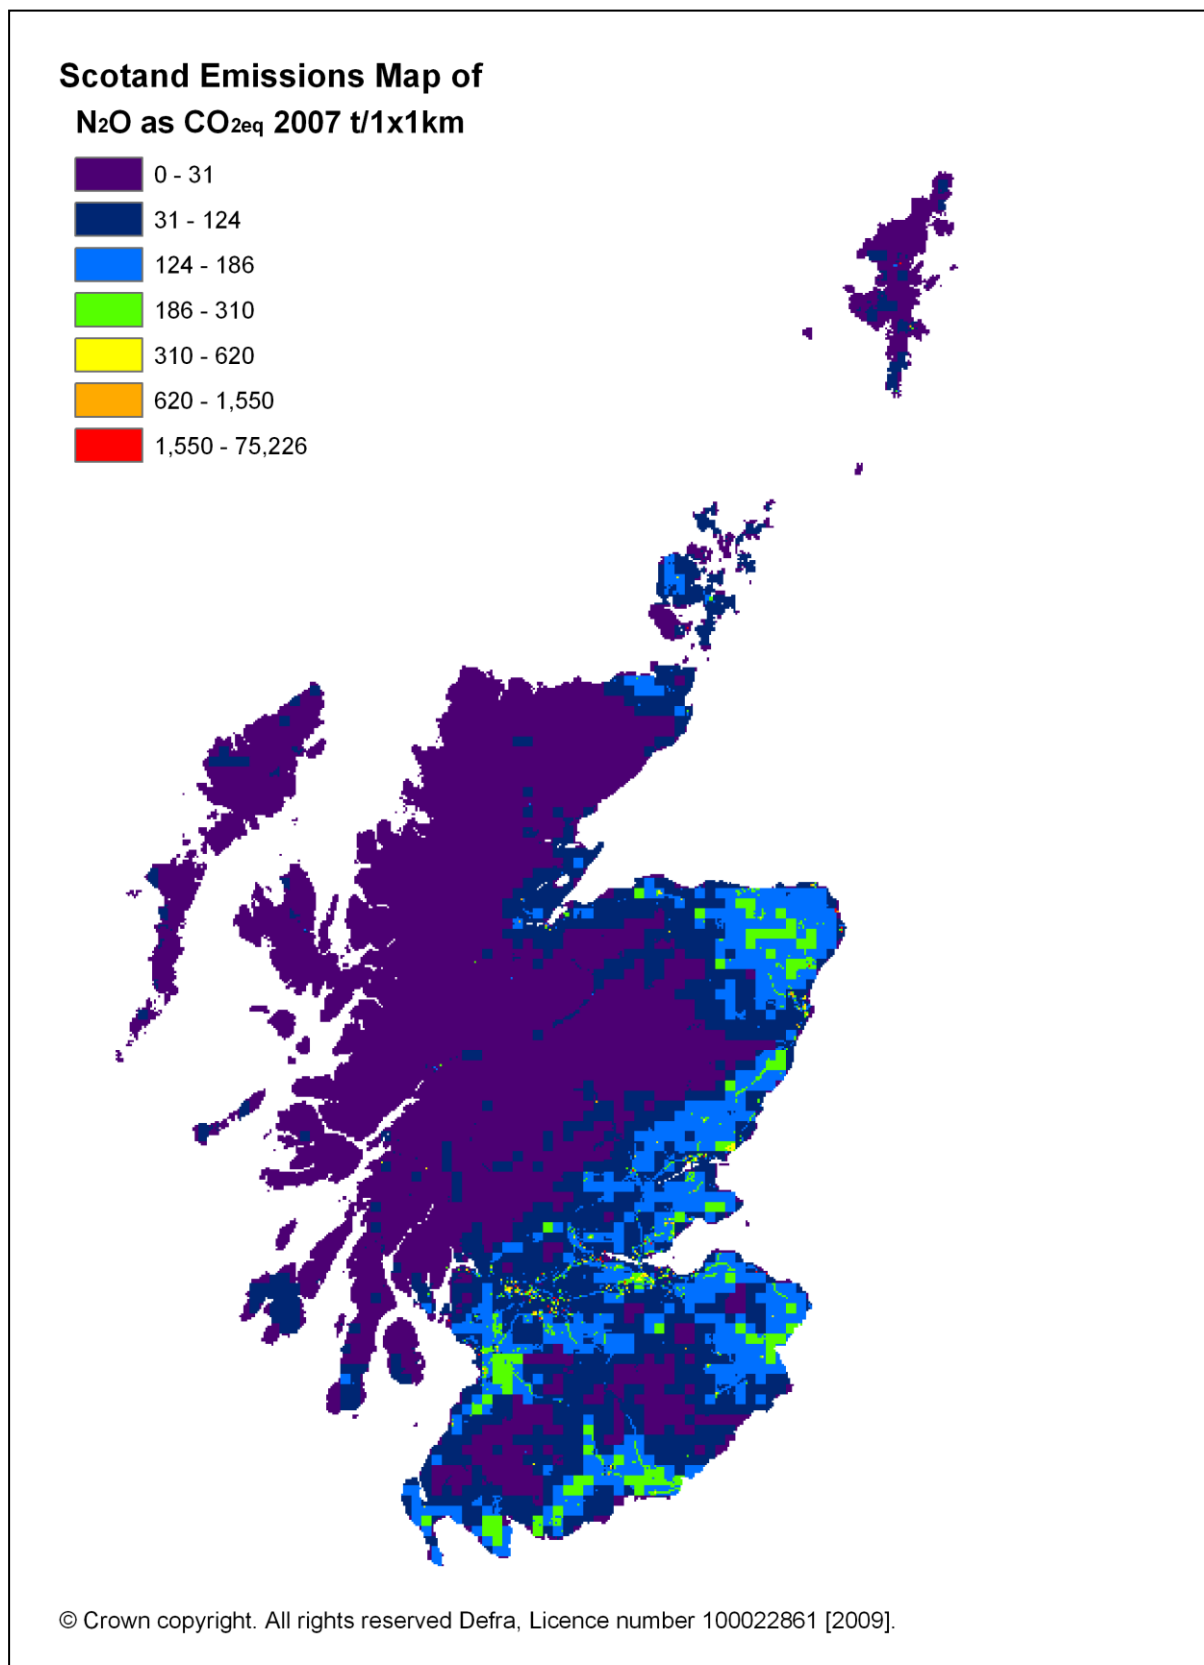 Scotand Emissions Map of
N2O as CO2eq 2007 t/1x1km
0 - 31
31 - 124
124 - 186
186 - 310
310 - 620
620 - 1,550
1,550 - 75,226
© Crown copyright. All rights reserved Defra, Licence number 100022861 [2009].